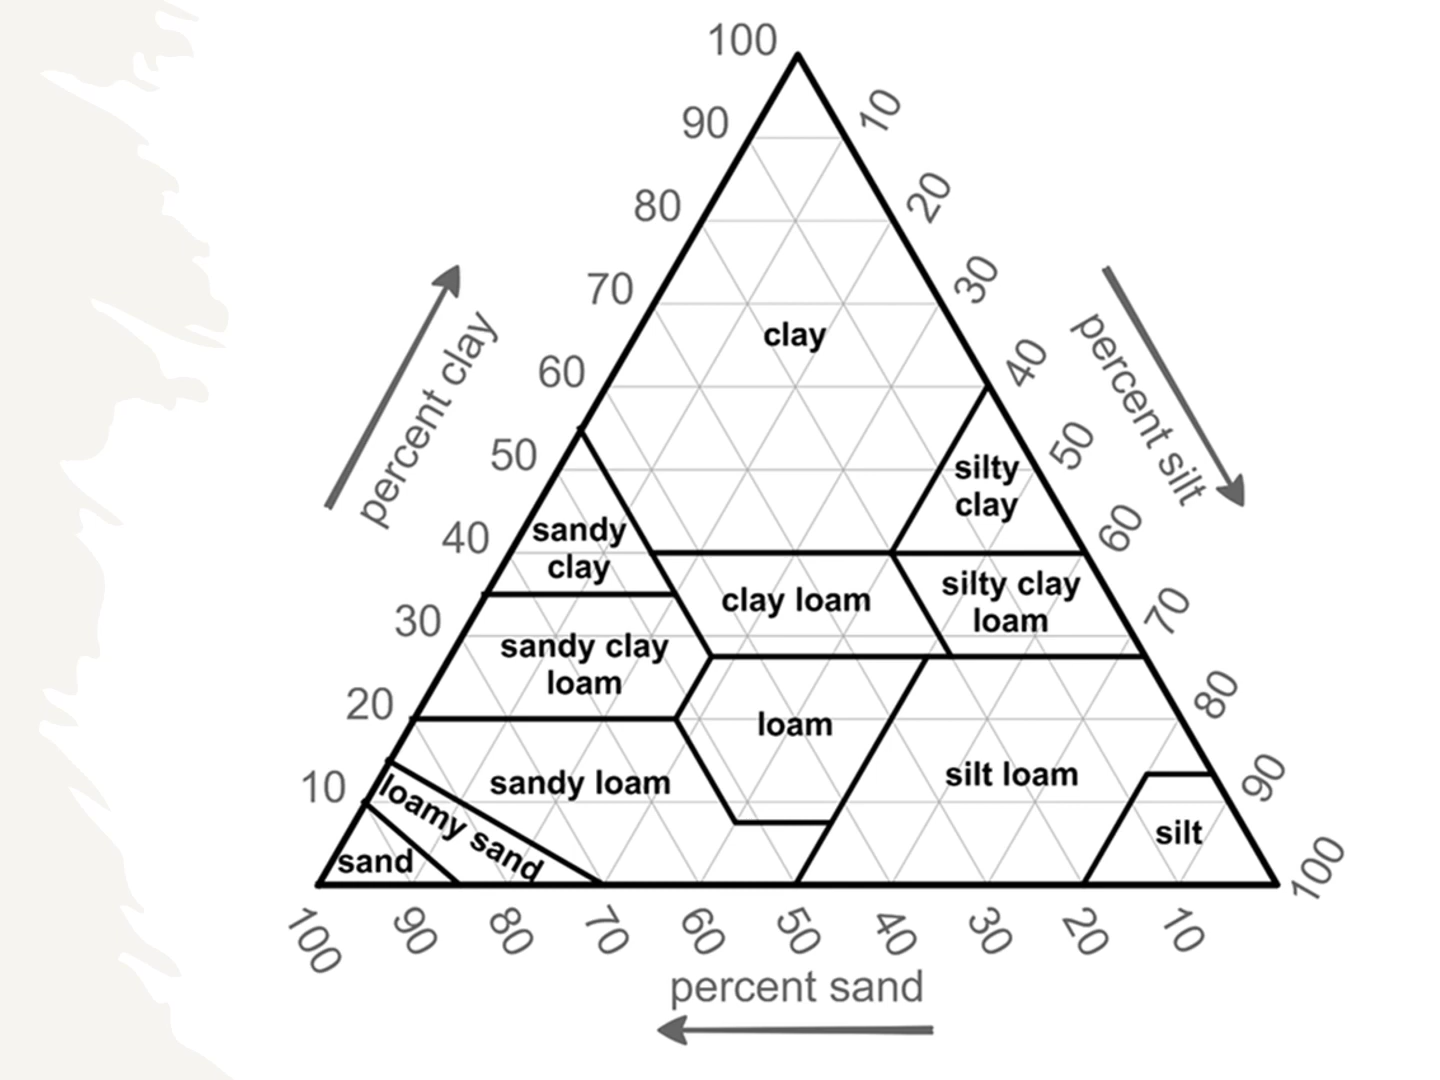 100
90
10
80
20
70
30
clay
60
40
percent clay
percent silt
50
50
silty
clay
sandy
clay
40
60
clay loam
silty clay
loam
30
70
sandy clay
loam
20
80
loam
sandy loam
silt loam
10
90
loamy sand
sand
silt
100
100
90
80
70
60
50
40
30
20
10
percent sand